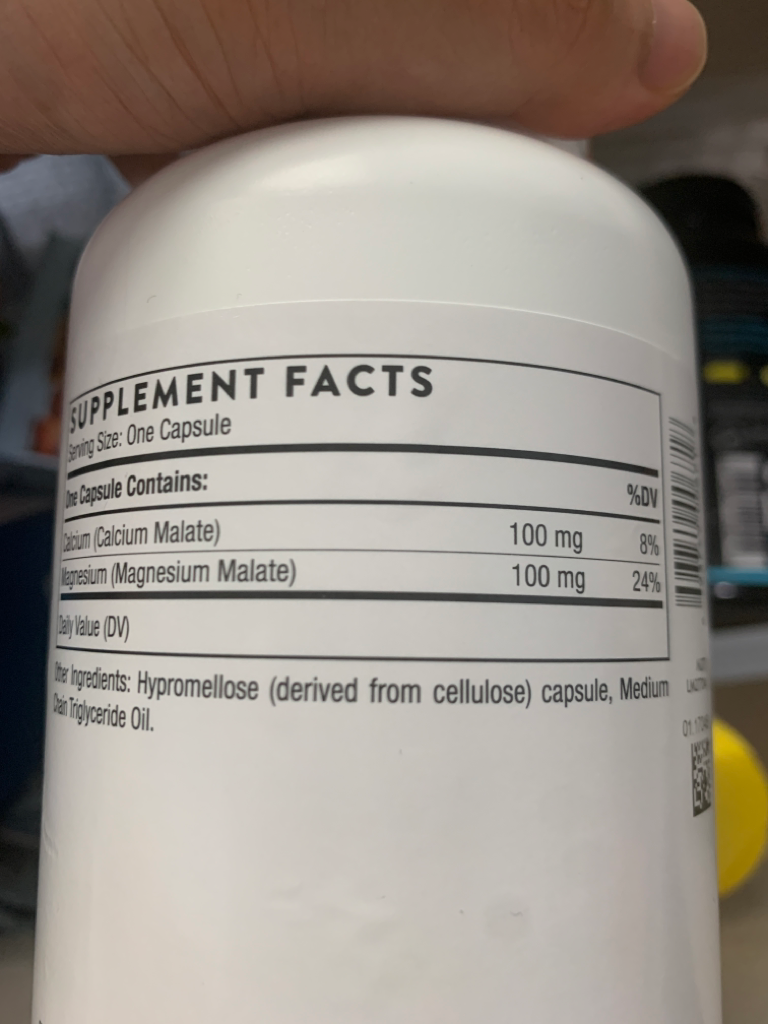 SUPPLEMENT FACTS
Serving Size: One Capsule
One Capsule Contains:
%DV
Calcium (Calcium Malate) 100 mg 8%
Magnesium (Magnesium Malate) 100 mg 24%
Daily Value (DV)
Other Ingredients: Hypromellose (derived from cellulose) capsule, Medium
Chain Triglyceride Oil.